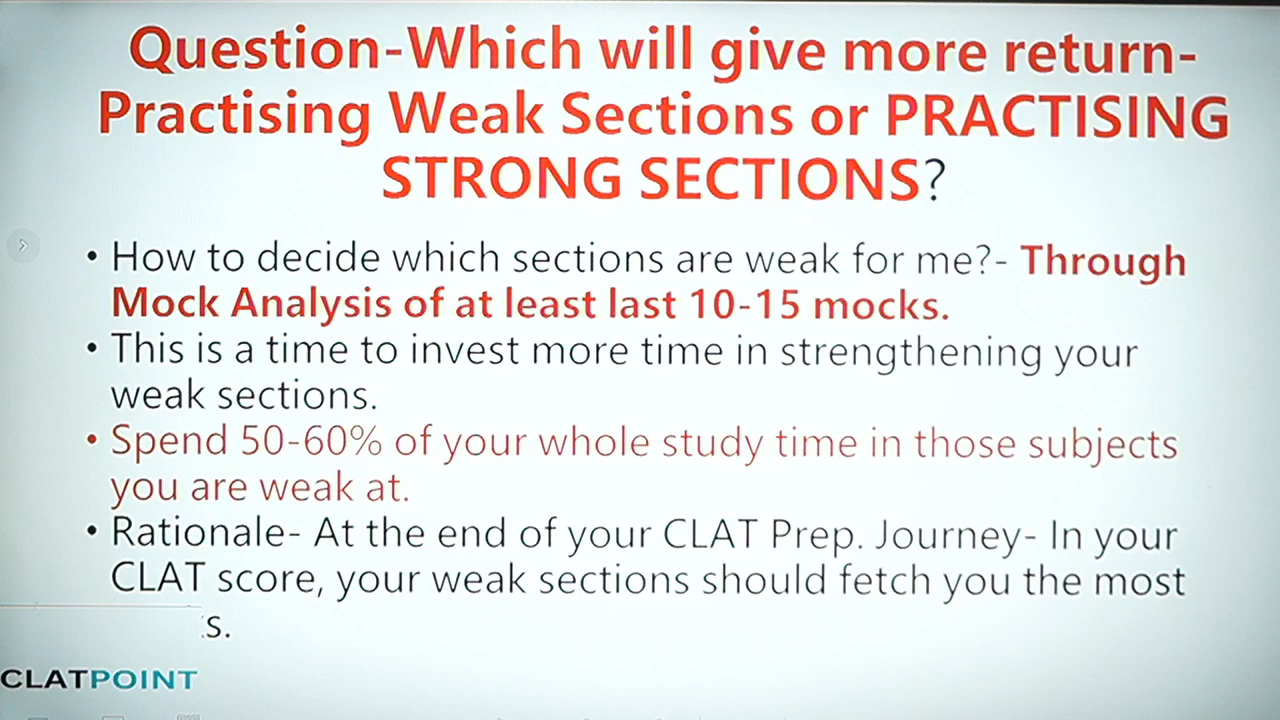 Question-Which will give more return-
Practising Weak Sections or PRACTISING
STRONG SECTIONS?
• How to decide which sections are weak for me?- Through
Mock Analysis of at least last 10-15 mocks.
• This is a time to invest more time in strengthening your
weak sections.
• Spend 50-60% of your whole study time in those subjects
you are weak at.
• Rationale- At the end of your CLAT Prep. Journey- In your
CLAT score, your weak sections should fetch you the most
s.
CLATPOINT